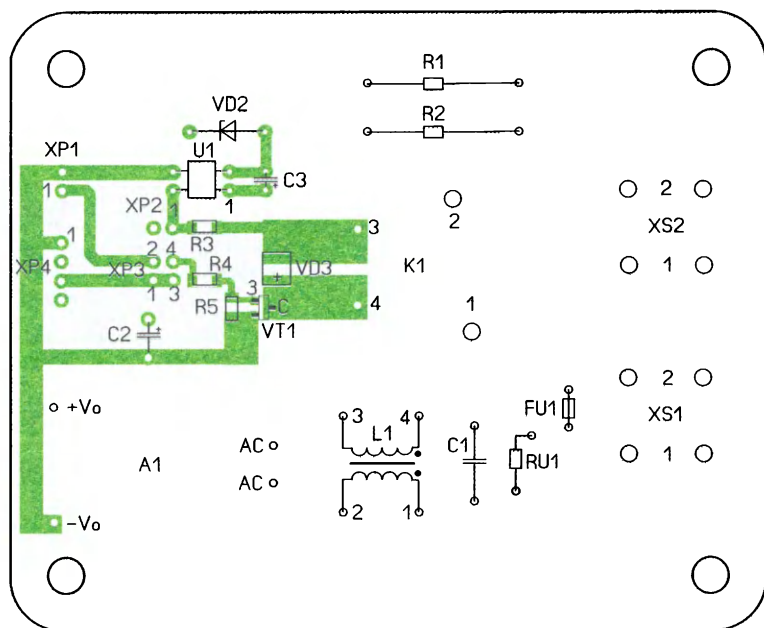 R1
VD2
R2
XP1
U1
C3
1
1
2
XP2
1
2
XS2
R3
3
1
2 4
K1
1
XP4
XP3
R4
VD3
+
1 3
R5
3
C
4
1
C2
+
VT1
2
+Vo
FU1
XS1
3
L1
4
C1
RU1
1
AC
A1
AC
-Vo
2
1